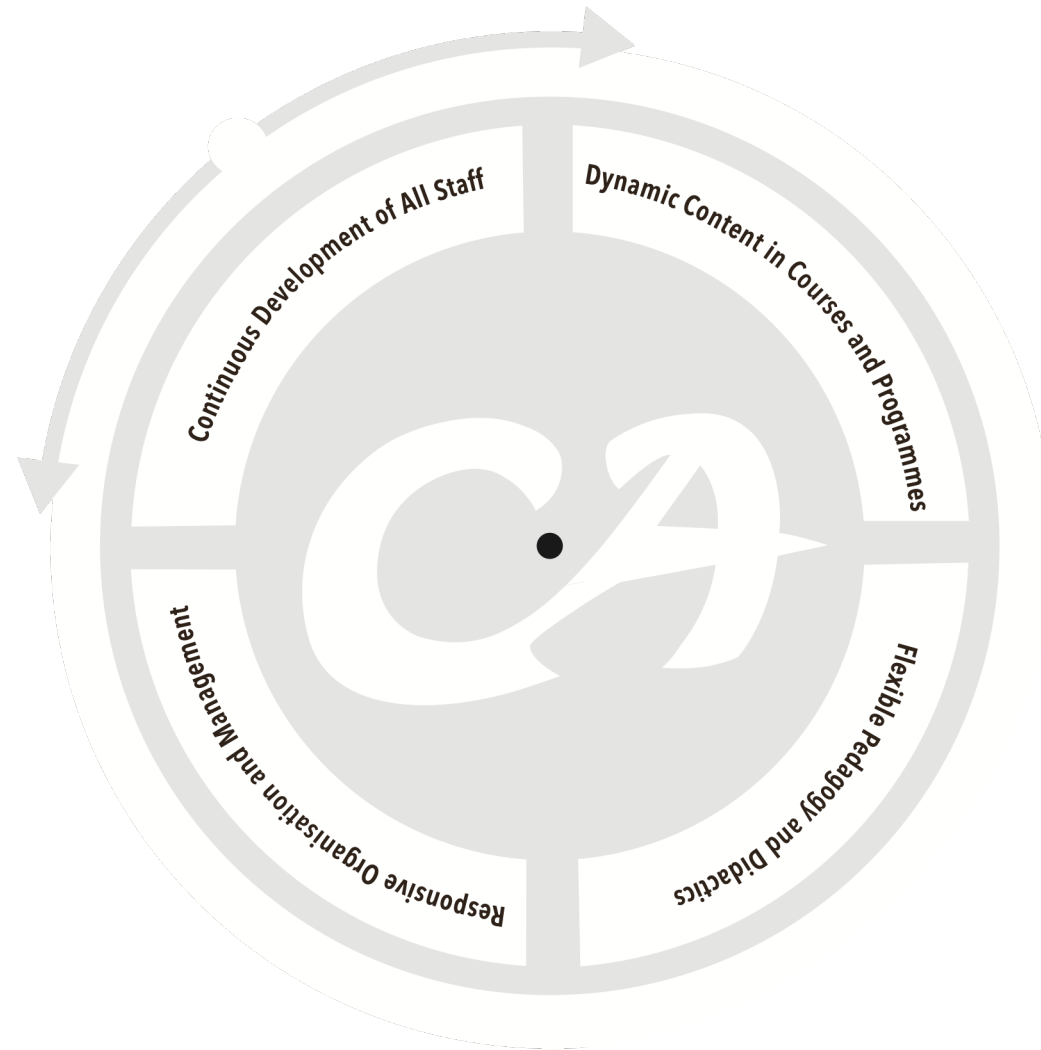 Continuous Development of All Staff
Dynamic Content in Courses and Programmes
Flexible Pedagogy and Didactics
Responsive Organisation and Management
CA